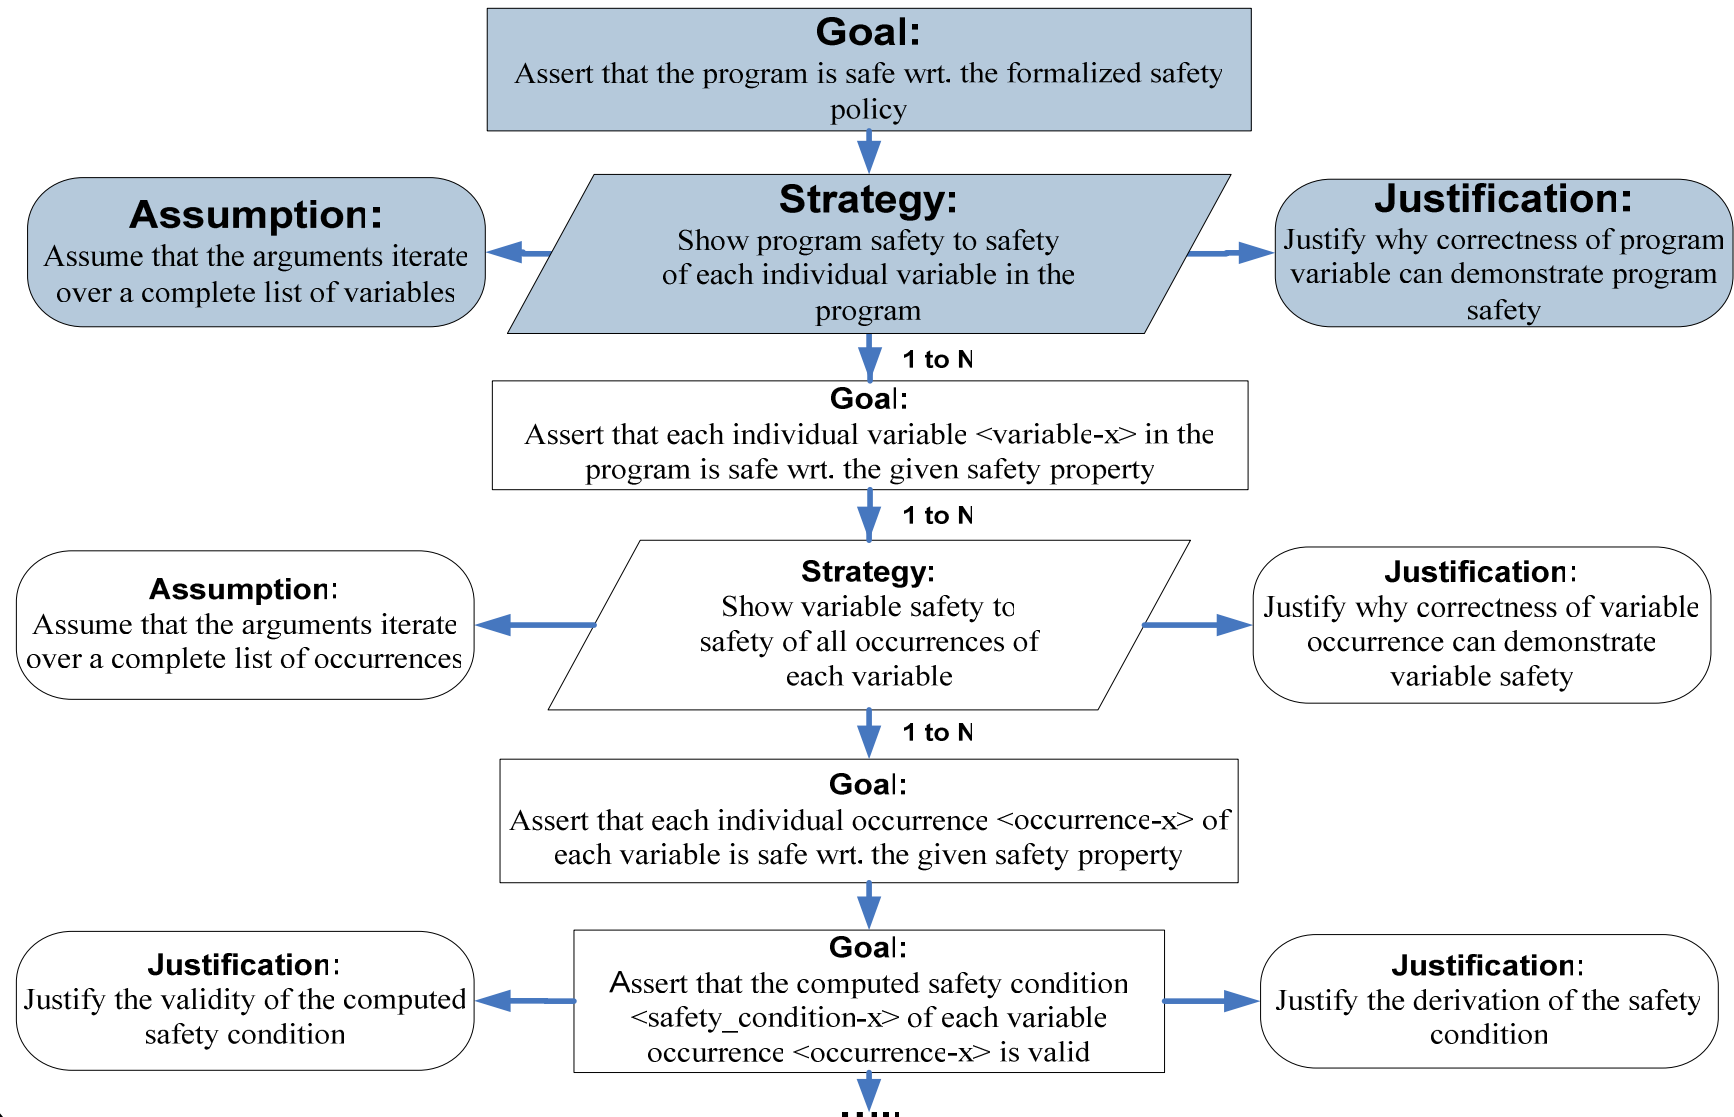 Goal:
Assert that the program is safe wrt. the formalized safety
policy
Assumption:
Assume that the arguments iterate
over a complete list of variables
Strategy:
Show program safety to safety
of each individual variable in the
program
Justification:
Justify why correctness of program
variable can demonstrate program
safety
1 to N
Goal:
Assert that each individual variable <variable-x> in the
program is safe wrt. the given safety property
1 to N
Assumption:
Assume that the arguments iterate
over a complete list of occurrences
Strategy:
Show variable safety to
safety of all occurrences of
each variable
Justification:
Justify why correctness of variable
occurrence can demonstrate
variable safety
1 to N
Goal:
Assert that each individual occurrence <occurrence-x> of
each variable is safe wrt. the given safety property
Justification:
Justify the validity of the computed
safety condition
Goal:
Assert that the computed safety condition
<safety_condition-x> of each variable
occurrence <occurrence-x> is valid
Justification:
Justify the derivation of the safety
condition
.....